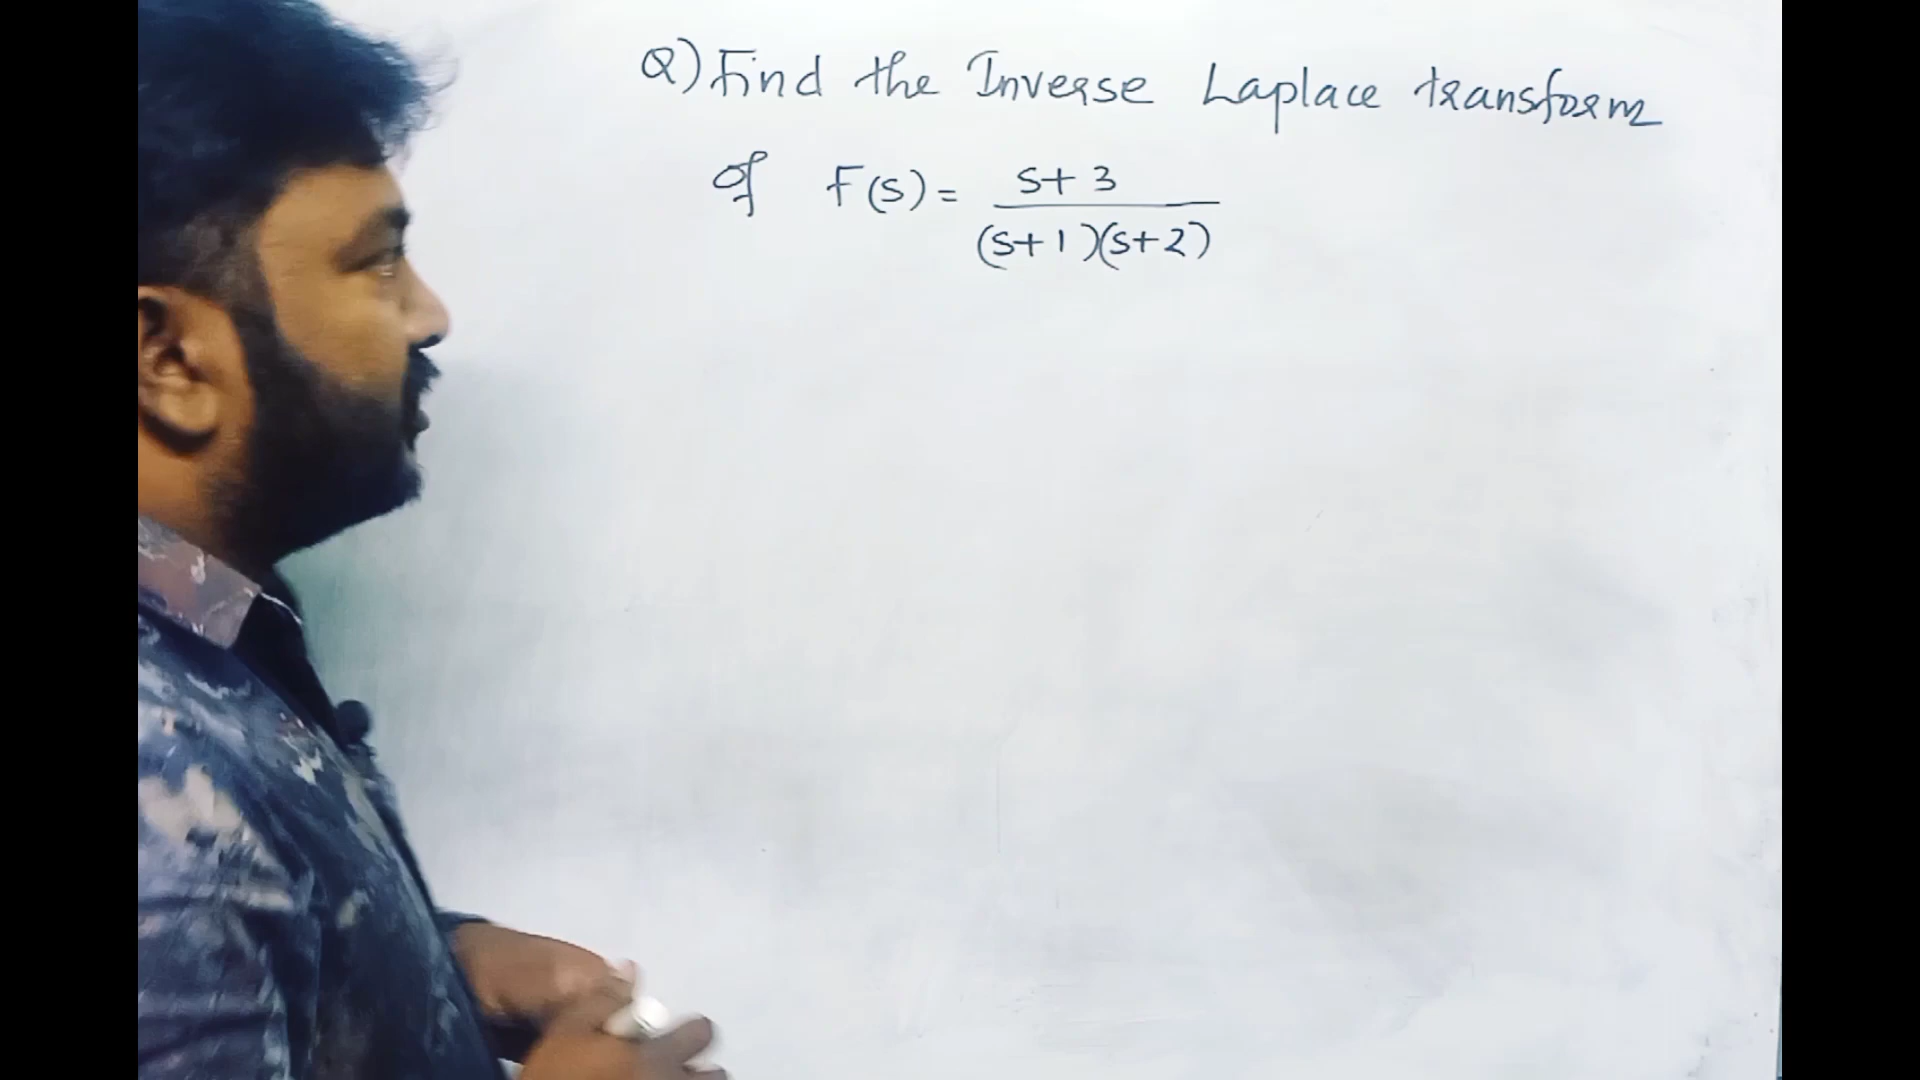 Q) Find the Inverse Laplace transform
of F(s) = s+3
(s+1)(s+2)